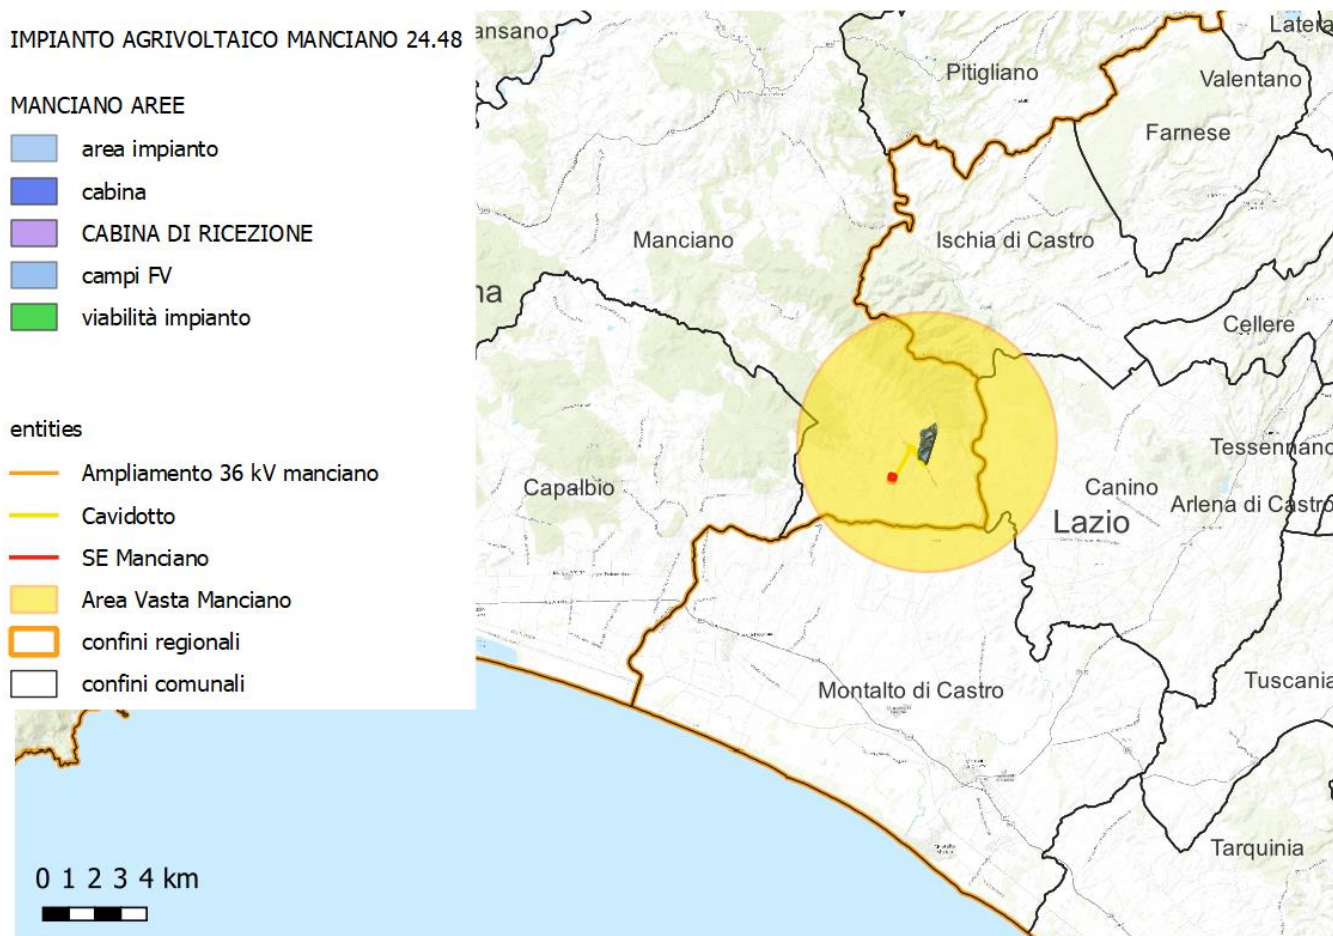 IMPIANTO AGRIVOLTAICO MANCIANO 24.48
MANCIANO AREE
area impianto
cabina
CABINA DI RICEZIONE
campi FV
viabilità impianto
entities
Ampliamento 36 kV manciano
Cavidotto
SE Manciano
Area Vasta Manciano
confini regionali
confini comunali
0 1 2 3 4 km
ansano
Pitigliano
Latera
Valentano
Farnese
Manciano
Ischia di Castro
na
Cellere
Tessennano
Capalbio
Canino
Arlena di Castro
Lazio
Montalto di Castro
Tuscania
Tarquinia